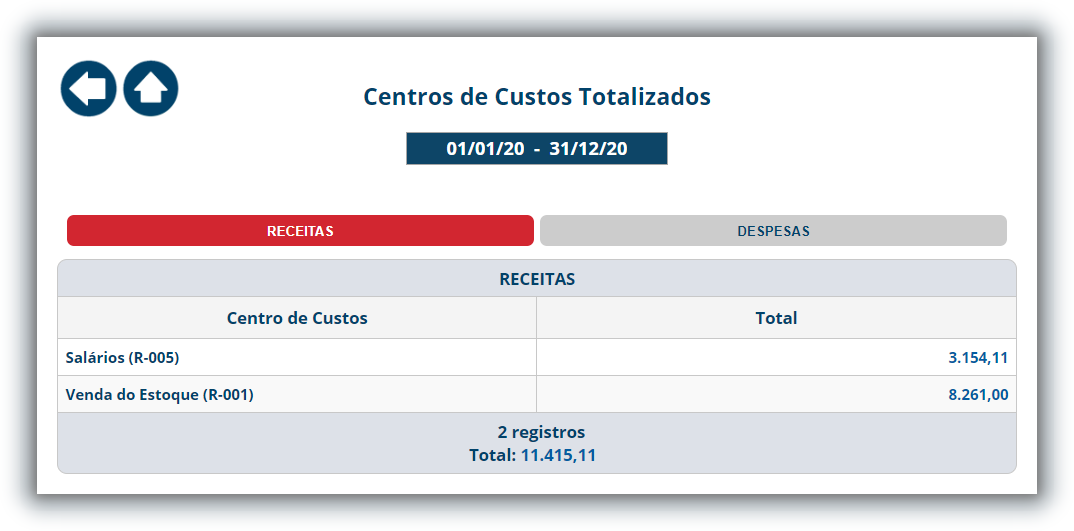 Centros de Custos Totalizados
01/01/20 - 31/12/20
RECEITAS DESPESAS
RECEITAS
Centro de Custos Total
Salários (R-005) 3.154,11
Venda do Estoque (R-001) 8.261,00
2 registros
Total: 11.415,11